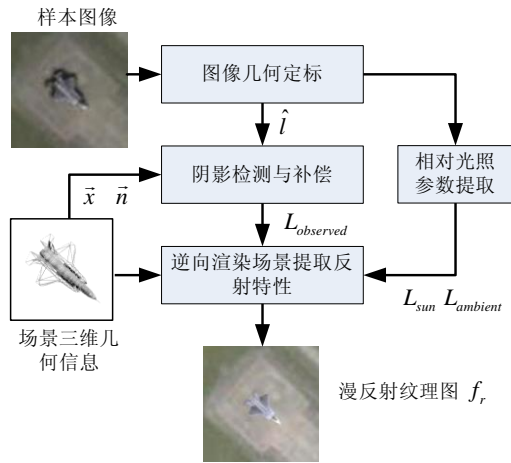 样本图像
图像几何定标
l̂
阴影检测与补偿
相对光照
参数提取
x⃗ n⃗
L_observed
逆向渲染场景提取反
射特性
L_sun L_ambient
场景三维几
何信息
漫反射纹理图 f_r